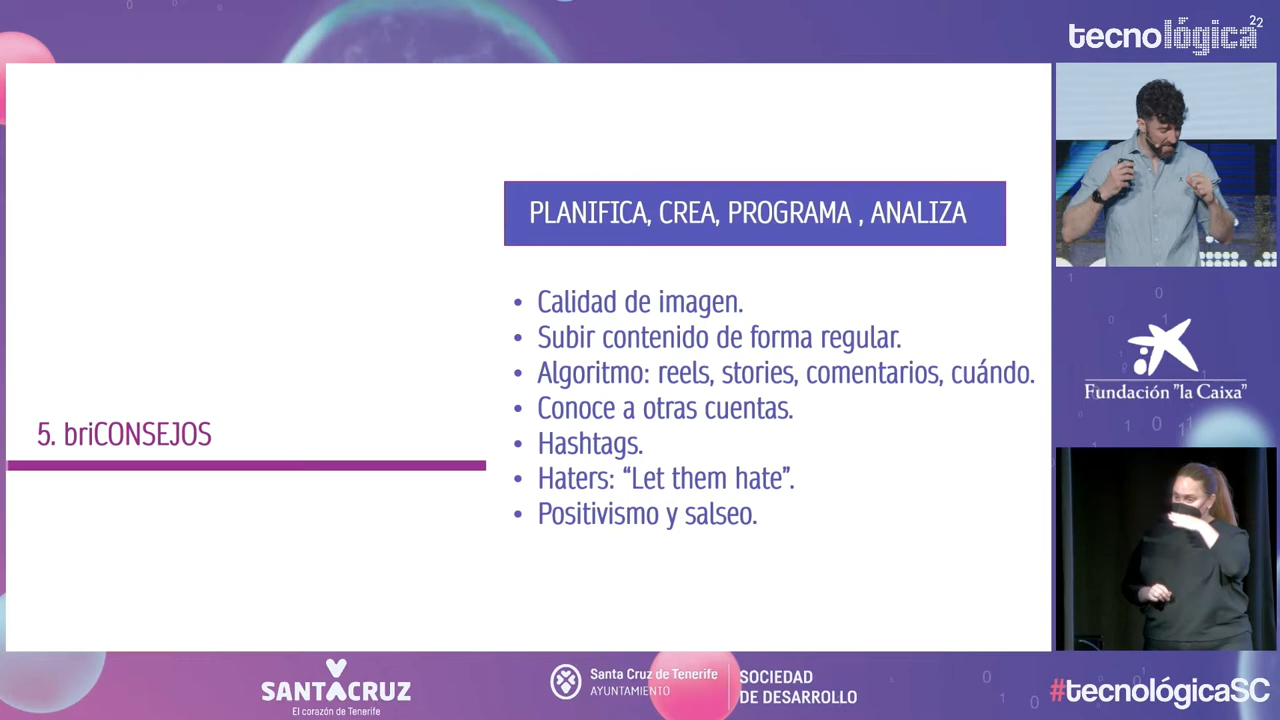 tecnológica22
PLANIFICA, CREA, PROGRAMA , ANALIZA
• Calidad de imagen.
• Subir contenido de forma regular.
• Algoritmo: reels, stories, comentarios, cuándo.
• Conoce a otras cuentas.
• Hashtags.
• Haters: “Let them hate”.
• Positivismo y salseo.
5. briCONSEJOS
Fundación "la Caixa"
SANTACRUZ
El corazón de Tenerife
Santa Cruz de Tenerife
AYUNTAMIENTO
SOCIEDAD
DE DESARROLLO
#tecnológicaSC